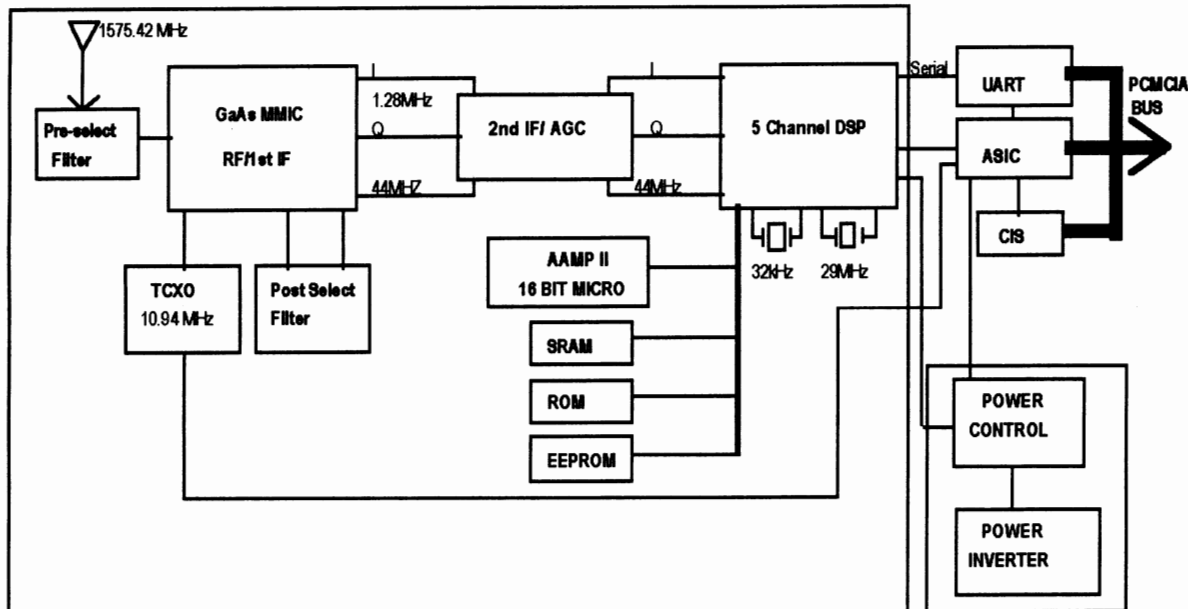 1575.42 MHz
Pre-select
Filter
GaAs MMIC
RF/1st IF
I
1.28MHz
Q
44MHZ
2nd IF/ AGC
I
Q
44MHz
5 Channel DSP
Serial
UART
PCMCIA
BUS
ASIC
CIS
TCXO
10.94 MHz
Post Select
Filter
AAMP II
16 BIT MICRO
32kHz
29MHz
SRAM
ROM
EEPROM
POWER
CONTROL
POWER
INVERTER